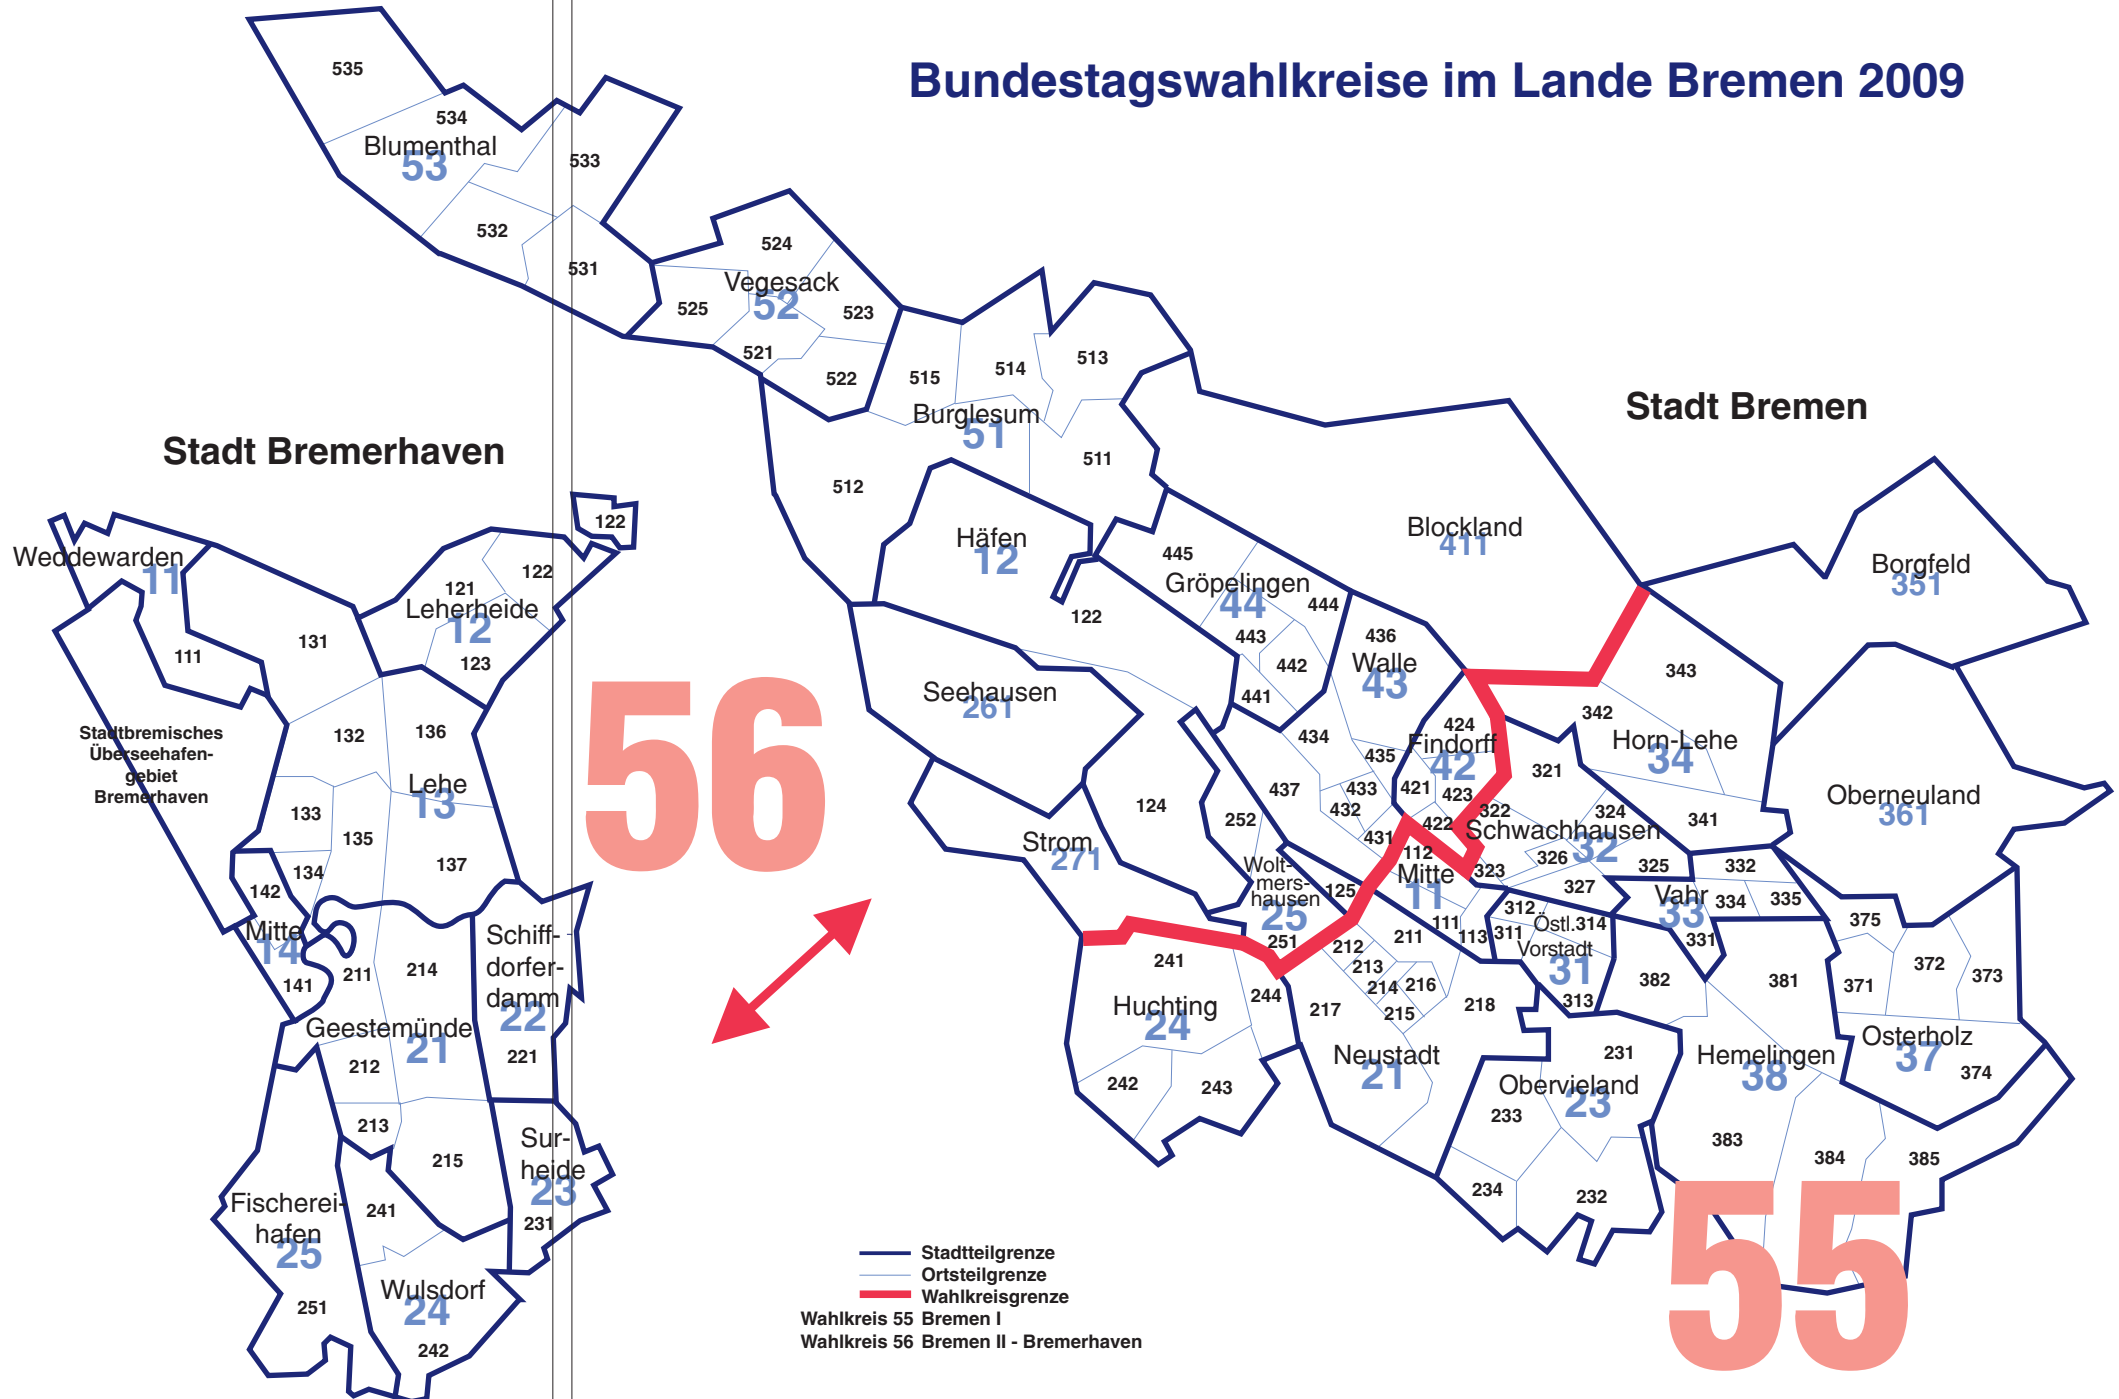 Bundestagswahlkreise im Lande Bremen 2009
535
534
Blumenthal
53
533
532
531
524
Vegesack
52
525
523
521
522
515
514
513
Burglesum
51
511
512
Stadt Bremen
Stadt Bremerhaven
Häfen
12
122
Blockland
411
Borgfeld
351
445
Gröpelingen
44
444
443
442
441
436
Walle
43
434
435
437
433
432
431
Seehausen
261
424
Findorff
42
421
423
422
343
342
Horn-Lehe
34
341
321
322
324
Schwachhausen
32
326
325
323
327
Oberneuland
361
124
252
Strom
271
Wolt-
mers-
hausen
25
125
251
112
Mitte
11
111
113
312
Östl.
314
311
Vorstadt
31
313
332
Vahr
33
334
335
331
375
372
373
371
Osterholz
37
374
241
Huchting
24
244
242
243
211
212
213
214
216
215
217
218
Neustadt
21
231
Obervieland
23
233
234
232
382
381
Hemelingen
38
383
384
385
55
56
Weddewarden
11
111
122
121
122
Leherheide
12
123
131
Stadtbremisches
Überseehafen-
gebiet
Bremerhaven
132
136
Lehe
13
133
135
134
137
142
Mitte
14
141
211
214
Geestemünde
21
212
213
215
Schiff-
dorfer-
damm
22
221
Sur-
heide
23
231
Fischerei-
hafen
25
251
241
Wulsdorf
24
242
Stadtteilgrenze
Ortsteilgrenze
Wahlkreisgrenze
Wahlkreis 55 Bremen I
Wahlkreis 56 Bremen II - Bremerhaven